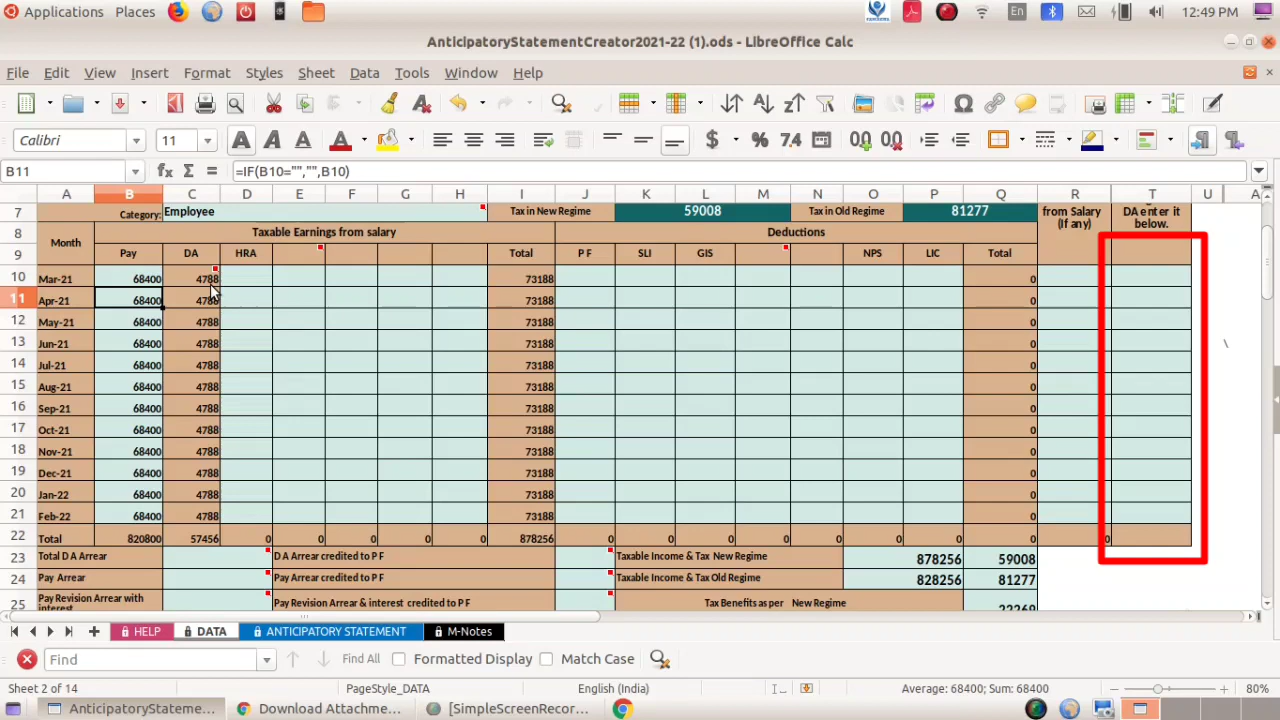 Applications Places En 12:49 PM
AnticipatoryStatementCreator2021-22 (1).ods - LibreOffice Calc
File Edit View Insert Format Styles Sheet Data Tools Window Help
Calibri 11
B11 =IF(B10="","",B10)
A B C D E F G H I J K L M N O P Q R T U
7 Category: Employee Tax in New Regime 59008 Tax in Old Regime 81277 from Salary (If any) DA enter it below.
8 Month Taxable Earnings from salary Deductions
9 Pay DA HRA Total P F SLI GIS NPS LIC Total
10 Mar-21 68400 4788 73188 0
11 Apr-21 68400 4788 73188 0
12 May-21 68400 4788 73188 0
13 Jun-21 68400 4788 73188 0
14 Jul-21 68400 4788 73188 0
15 Aug-21 68400 4788 73188 0
16 Sep-21 68400 4788 73188 0
17 Oct-21 68400 4788 73188 0
18 Nov-21 68400 4788 73188 0
19 Dec-21 68400 4788 73188 0
20 Jan-22 68400 4788 73188 0
21 Feb-22 68400 4788 73188 0
22 Total 820800 57456 0 0 0 0 0 878256 0 0 0 0 0 0 0 0 0
23 Total D A Arrear D A Arrear credited to P F Taxable Income & Tax New Regime 878256 59008
24 Pay Arrear Pay Arrear credited to P F Taxable Income & Tax Old Regime 828256 81277
25 Pay Revision Arrear with interest Pay Revision Arrear & interest credited to P F Tax Benefits as per New Regime 22269
HELP DATA ANTICIPATORY STATEMENT M-Notes
Find Find All Formatted Display Match Case
Sheet 2 of 14 PageStyle_DATA English (India) Average: 68400; Sum: 68400 80%
AnticipatoryStateme... Download Attachme... [SimpleScreenRecor...